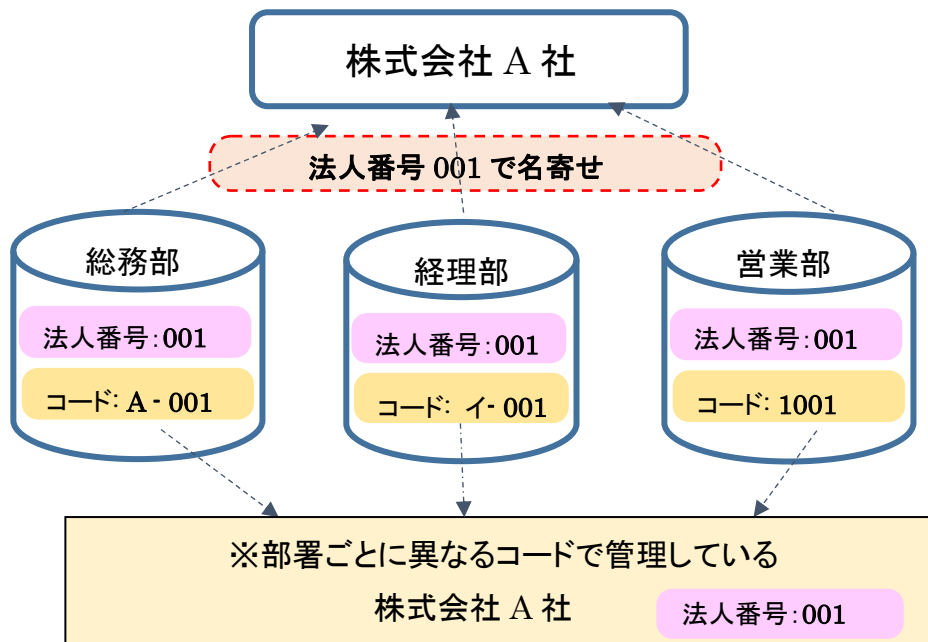 株式会社 A 社
法人番号 001 で名寄せ
総務部
法人番号：001
コード： A - 001
経理部
法人番号：001
コード： イ- 001
営業部
法人番号：001
コード： 1001
※部署ごとに異なるコードで管理している
株式会社 A 社
法人番号：001